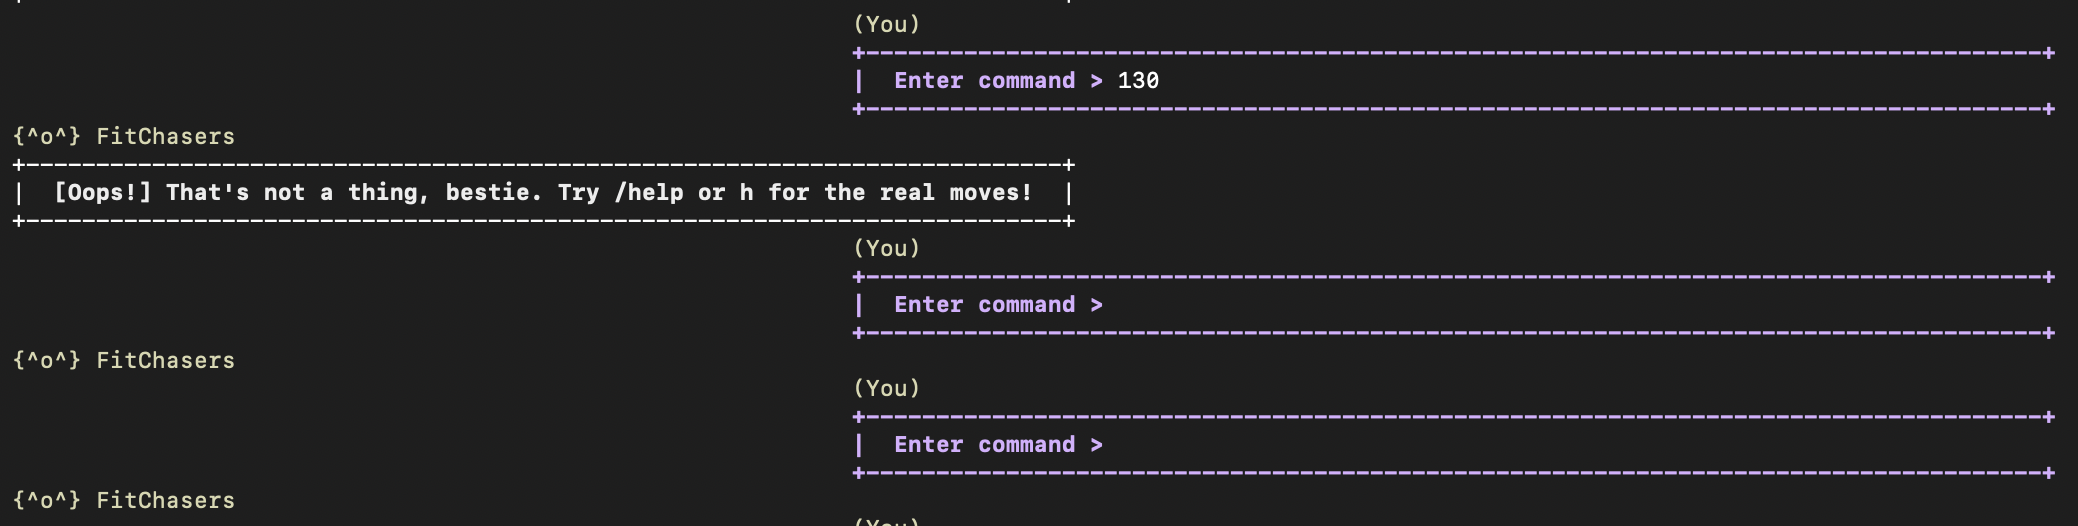 (You)
+------------------------------------------------------------------------------------+
|  Enter command > 130
+------------------------------------------------------------------------------------+
{^o^} FitChasers
+--------------------------------------------------------------------------+
|  [Oops!] That's not a thing, bestie. Try /help or h for the real moves!  |
+--------------------------------------------------------------------------+
(You)
+------------------------------------------------------------------------------------+
|  Enter command >
+------------------------------------------------------------------------------------+
{^o^} FitChasers
(You)
+------------------------------------------------------------------------------------+
|  Enter command >
+------------------------------------------------------------------------------------+
{^o^} FitChasers
(You)